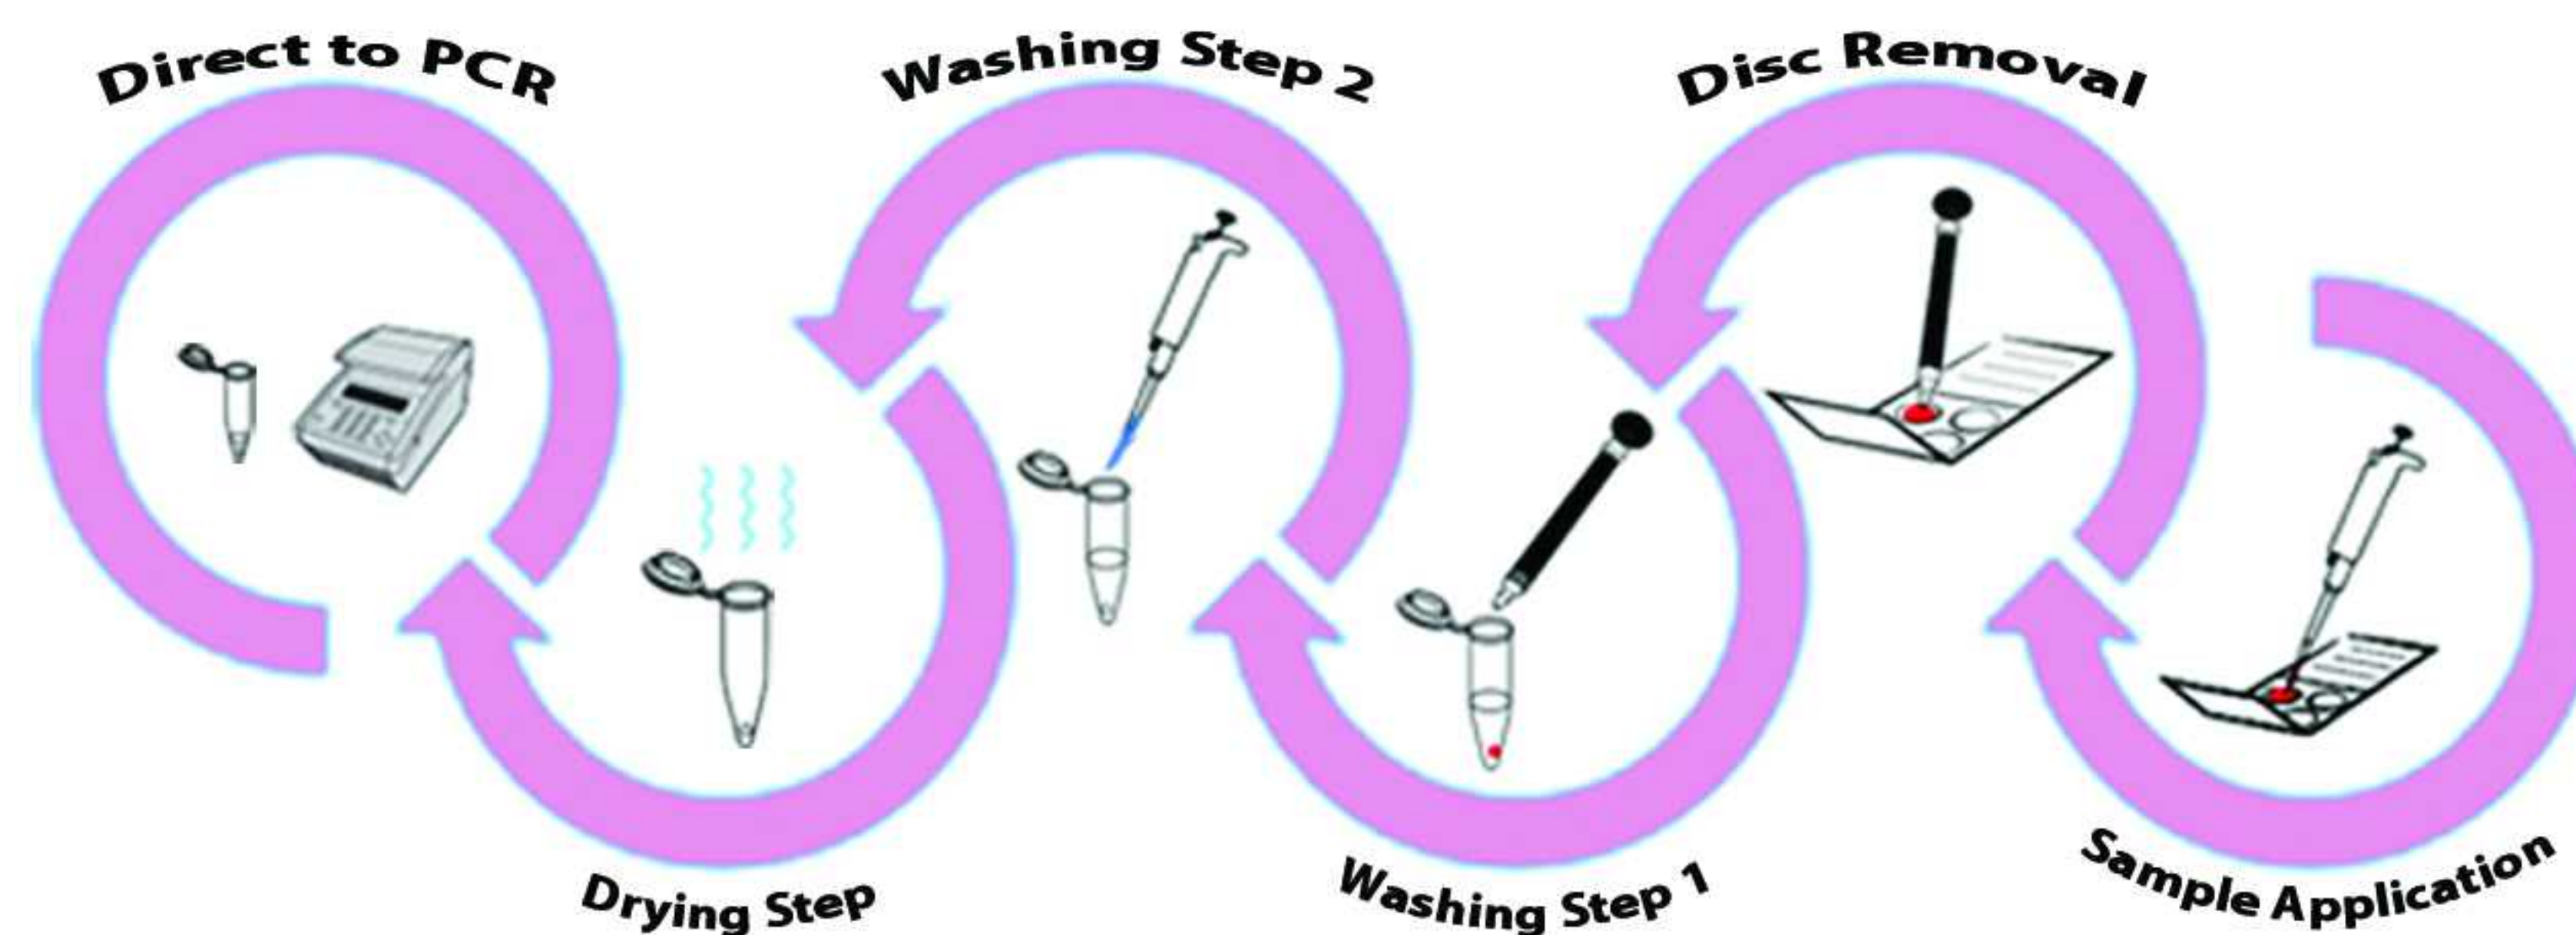 Direct to PCR
Washing Step 2
Disc Removal
Drying Step
Washing Step 1
Sample Application